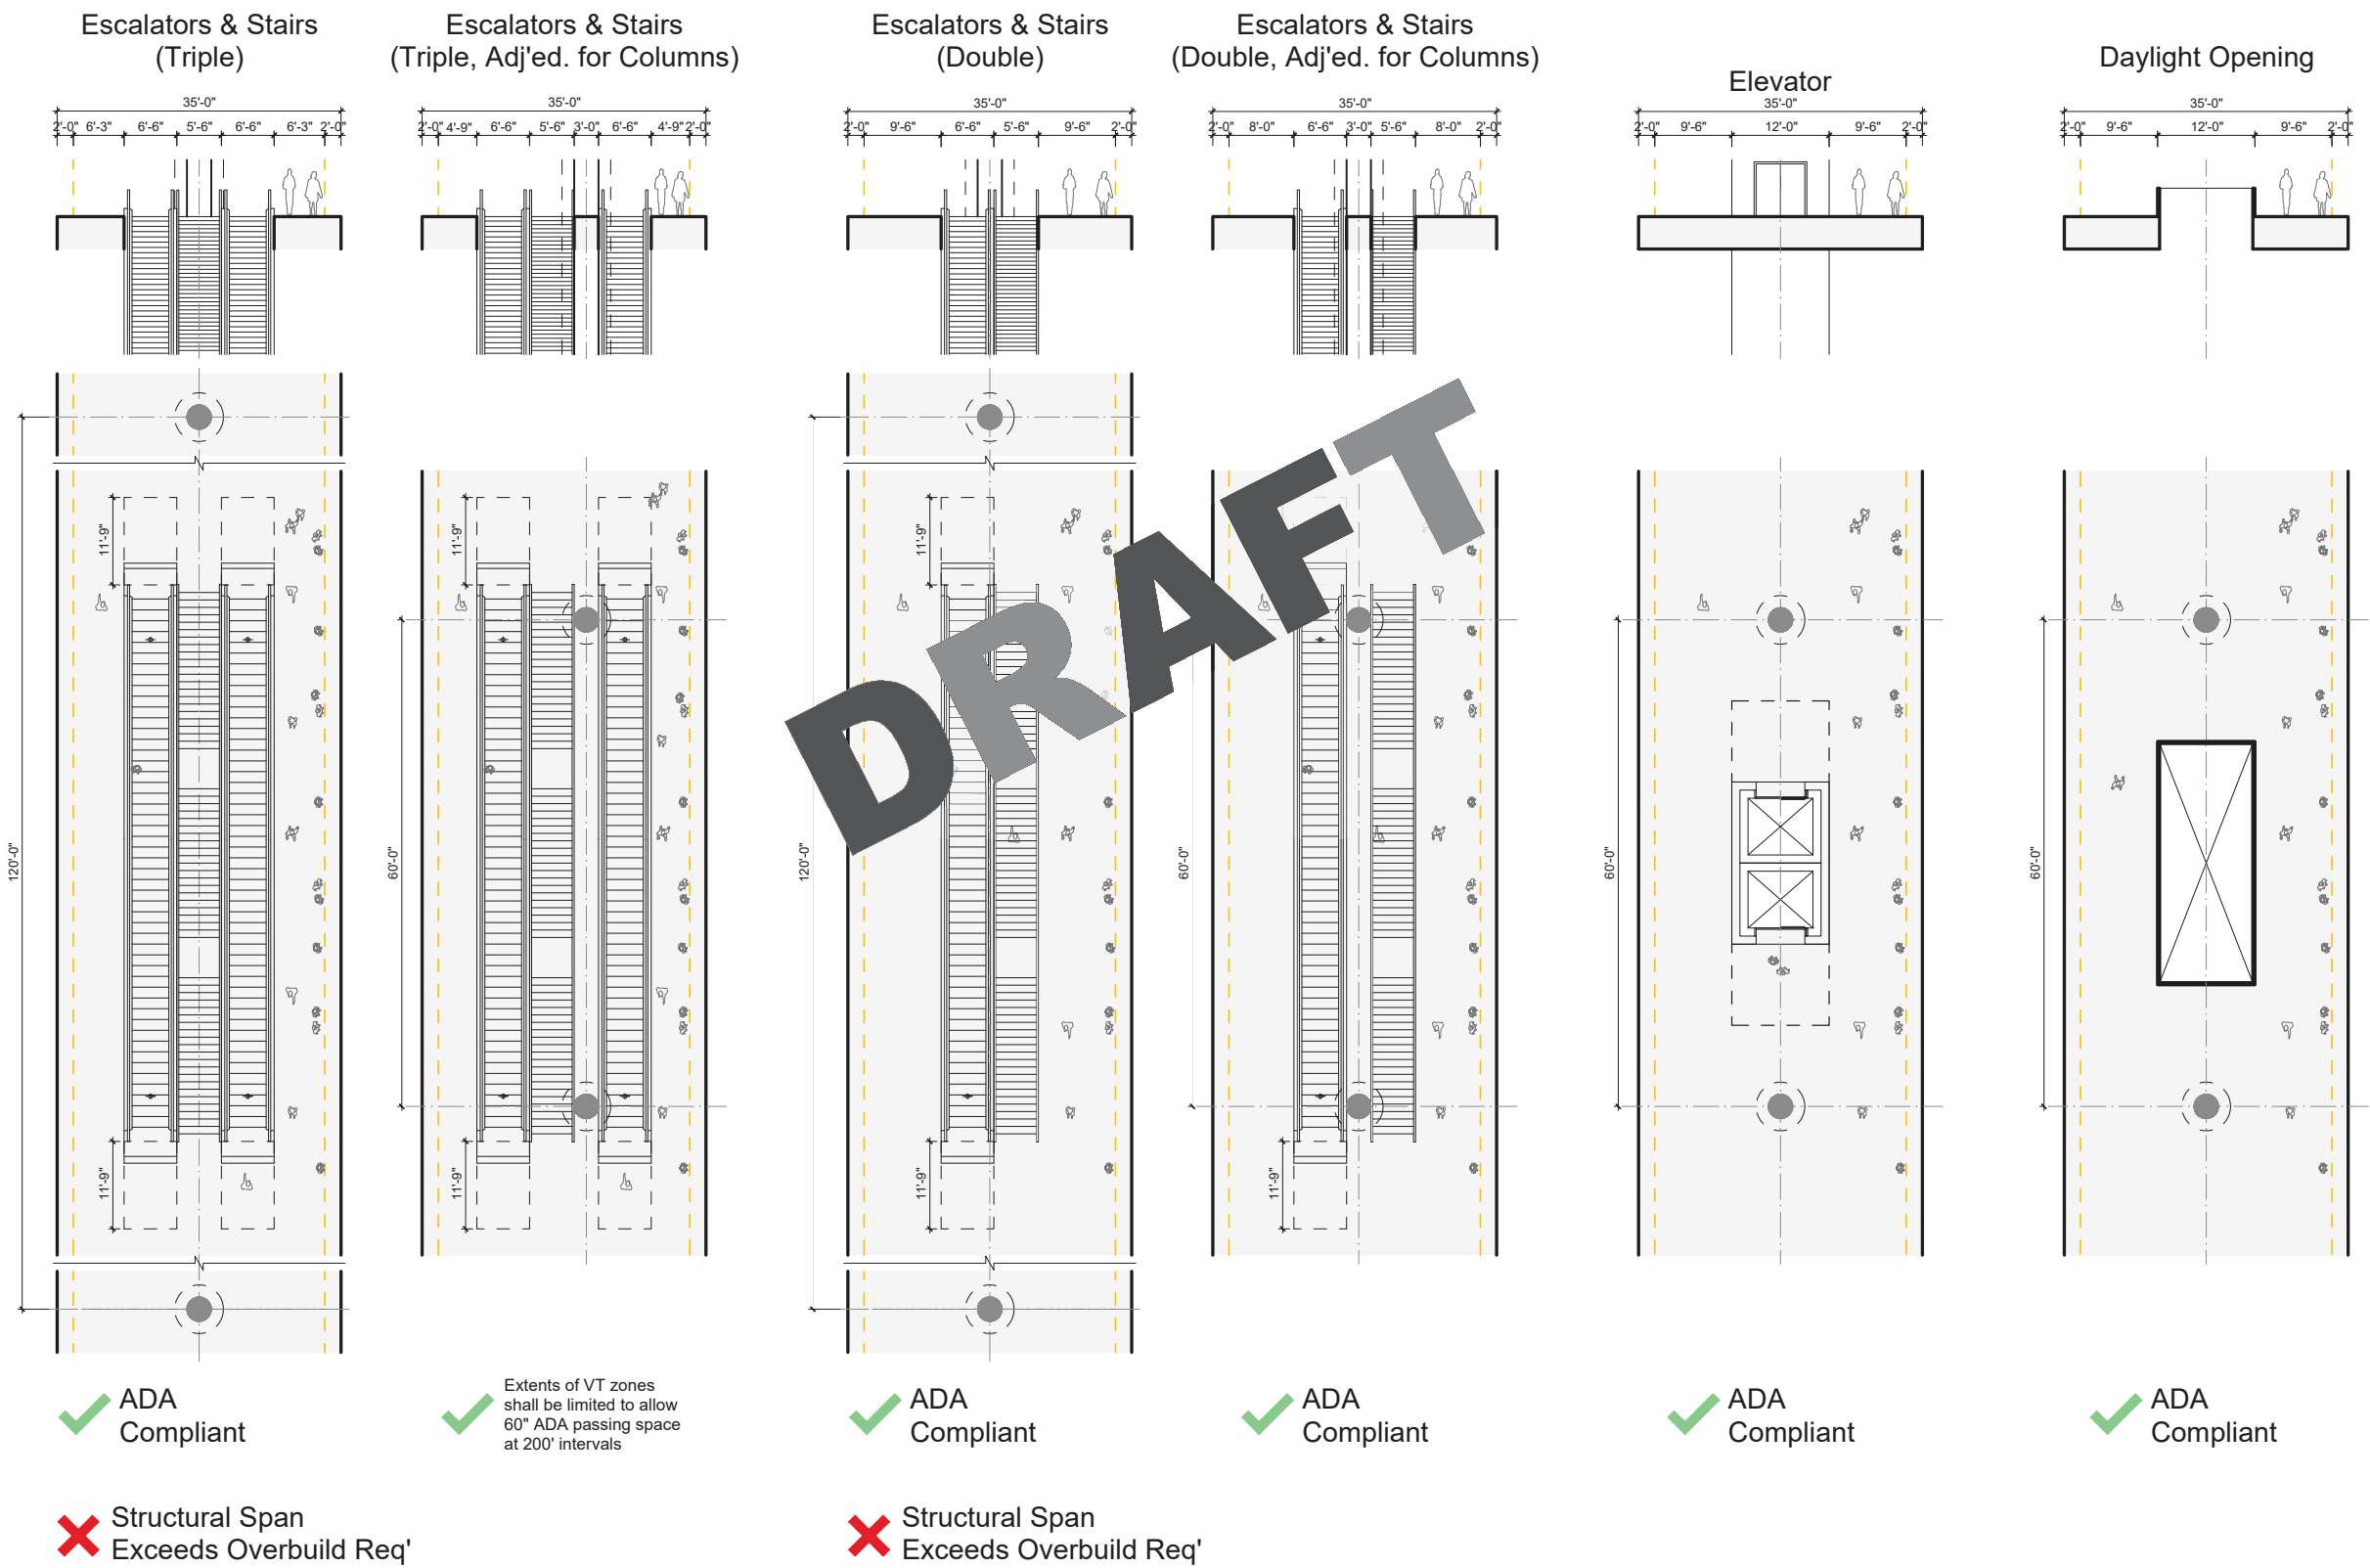 Escalators & Stairs
(Triple)
Escalators & Stairs
(Triple, Adj'ed. for Columns)
Escalators & Stairs
(Double)
Escalators & Stairs
(Double, Adj'ed. for Columns)
Elevator
Daylight Opening
35'-0"
35'-0"
35'-0"
35'-0"
35'-0"
35'-0"
2'-0" 6'-3" 6'-6" 5'-6" 6'-6" 6'-3" 2'-0"
2'-0" 4'-9" 6'-6" 5'-6" 3'-0" 6'-6" 4'-9" 2'-0"
2'-0" 9'-6" 6'-6" 5'-6" 9'-6" 2'-0"
2'-0" 8'-0" 6'-6" 3'-0" 5'-6" 8'-0" 2'-0"
2'-0" 9'-6" 12'-0" 9'-6" 2'-0"
2'-0" 9'-6" 12'-0" 9'-6" 2'-0"
11'-9"
11'-9"
11'-9"
DRAFT
120'-0"
60'-0"
120'-0"
60'-0"
60'-0"
60'-0"
11'-9"
11'-9"
11'-9"
11'-9"
ADA
Compliant
Extents of VT zones
shall be limited to allow
60" ADA passing space
at 200' intervals
ADA
Compliant
ADA
Compliant
ADA
Compliant
ADA
Compliant
Structural Span
Exceeds Overbuild Req'
Structural Span
Exceeds Overbuild Req'